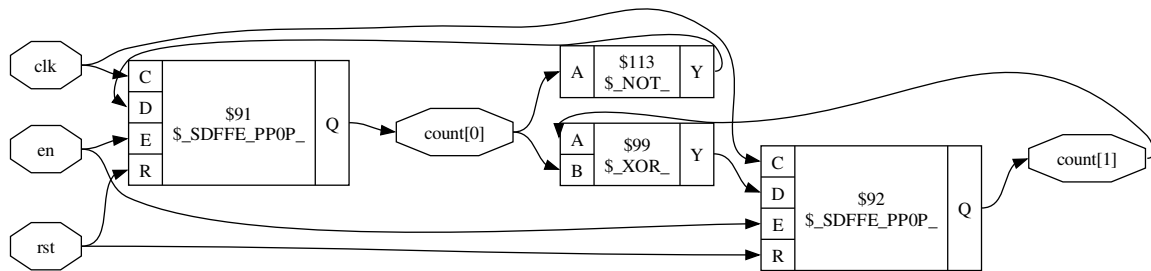 clk
en
rst
C
D
E
R
$91
$_SDFFE_PP0P_
Q
count[0]
A
$113
$_NOT_
Y
A
B
$99
$_XOR_
Y
C
D
E
R
$92
$_SDFFE_PP0P_
Q
count[1]